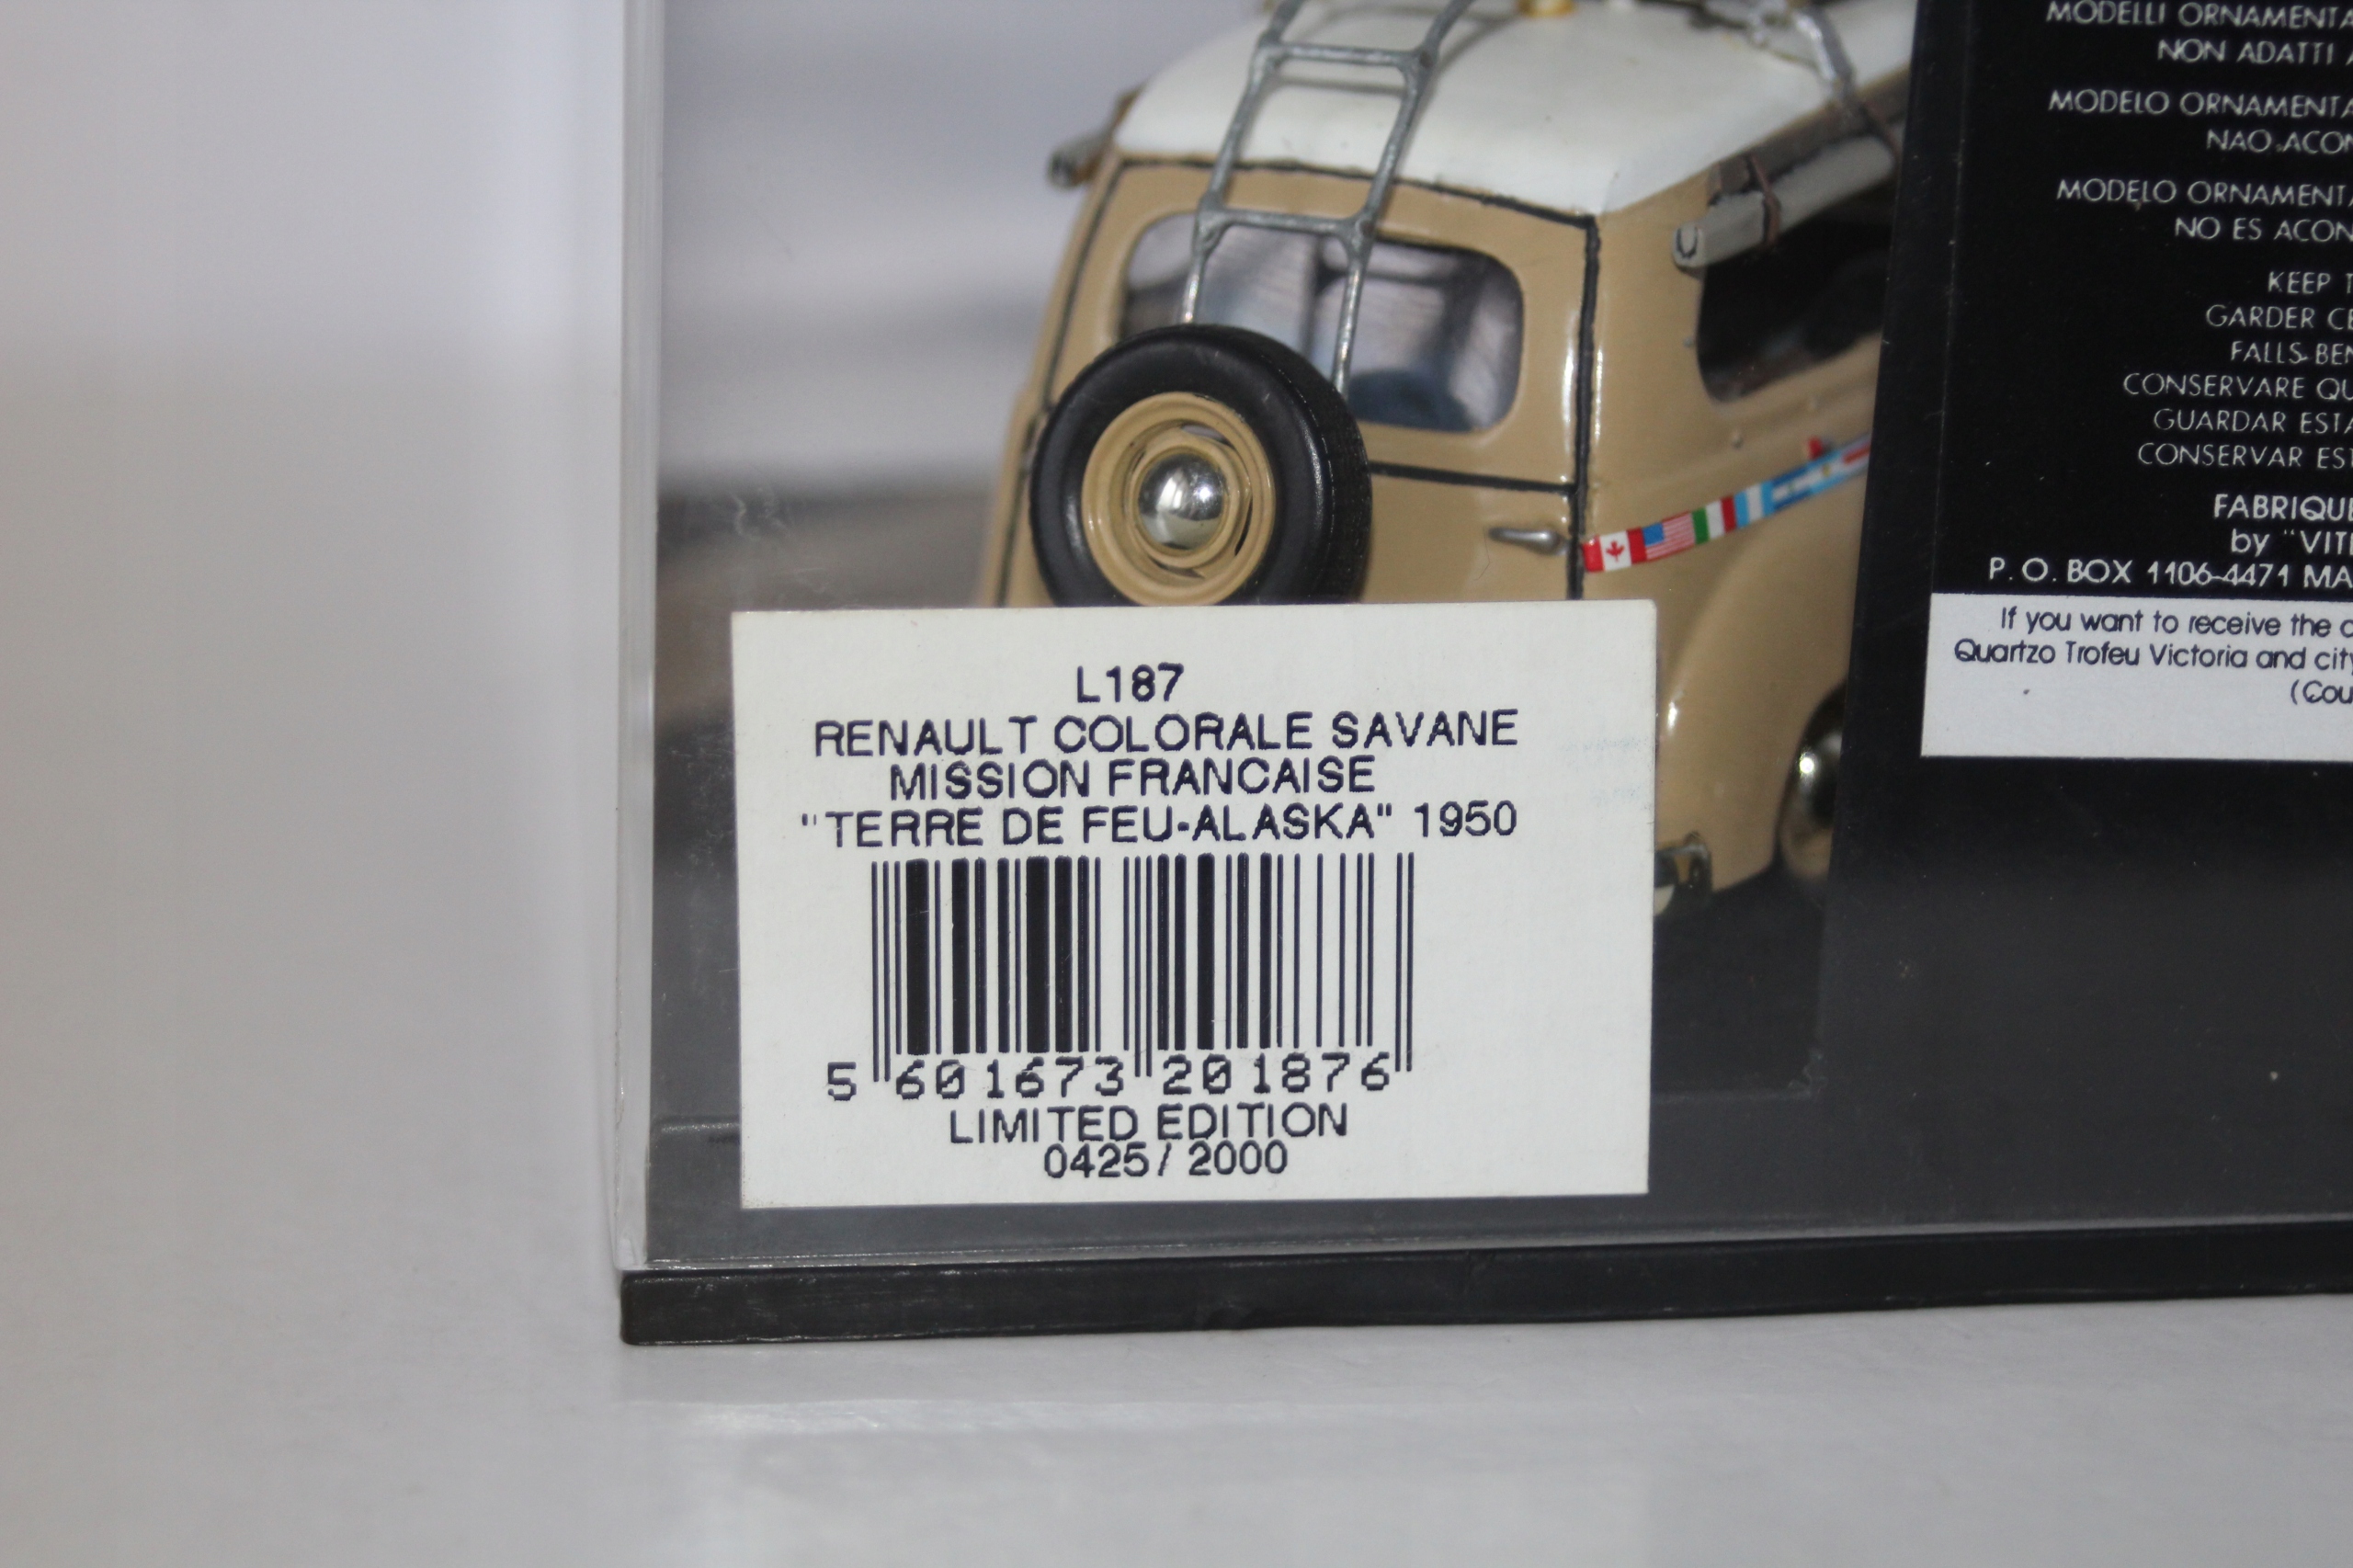 MODELLI ORNAMENTA
NON ADATTI
MODELO ORNAMENTA
NAO ACON
MODELO ORNAMENTA
NO ES ACON
KEEP T
GARDER CE
FALLS BEN
CONSERVARE QU
GUARDAR ESTA
CONSERVAR EST
FABRIQUE
by "VITE
P. O. BOX 1106-4471 MA
If you want to receive the c
Quartzo Trofeu Victoria and city
(Cou
L187
RENAULT COLORALE SAVANE
MISSION FRANCAISE
"TERRE DE FEU-ALASKA" 1950
5 601673 201876
LIMITED EDITION
0425/ 2000